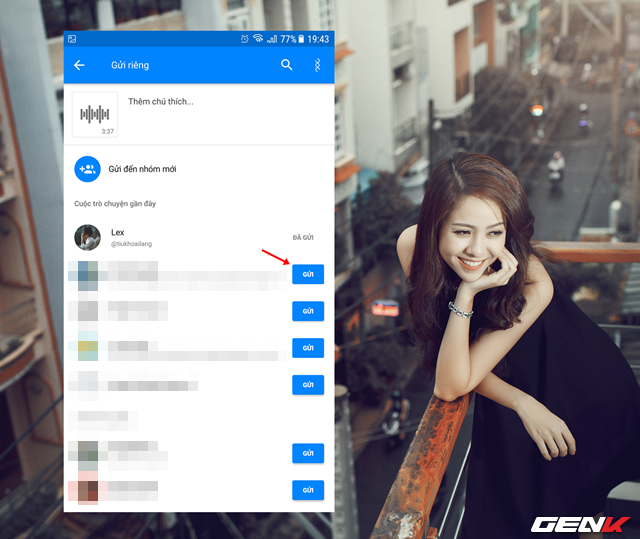 77% 19:43
Gửi riêng
Thêm chú thích...
3:37
Gửi đến nhóm mới
Cuộc trò chuyện gần đây
Lex
ĐÃ GỬI
@tiukhoailang
GỬI
GỬI
GỬI
GỬI
GỬI
GỬI
GENK